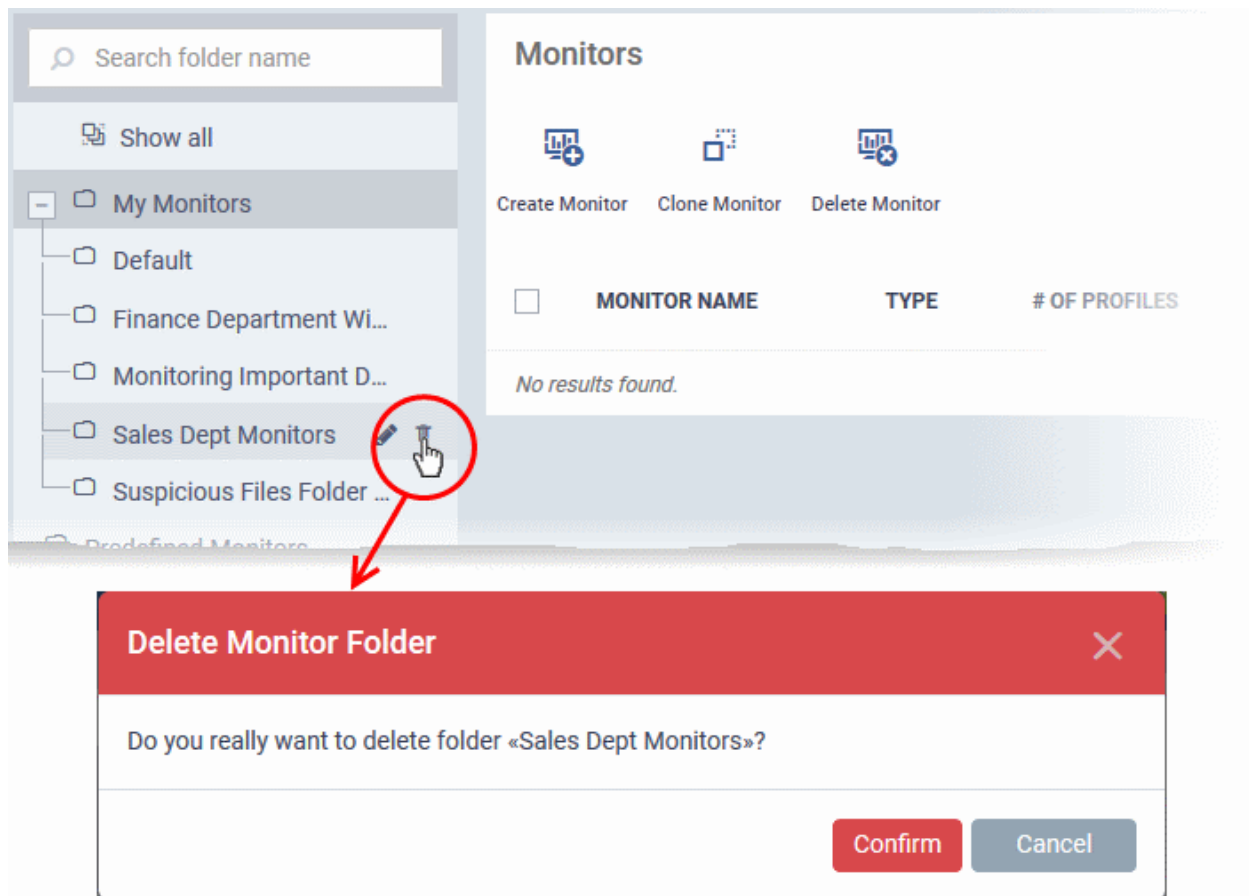 Search folder name
Show all
My Monitors
Default
Finance Department Wi...
Monitoring Important D...
Sales Dept Monitors
Suspicious Files Folder ...
Predefined Monitors
Monitors
Create Monitor Clone Monitor Delete Monitor
MONITOR NAME TYPE # OF PROFILES
No results found.
Delete Monitor Folder
Do you really want to delete folder «Sales Dept Monitors»?
Confirm Cancel